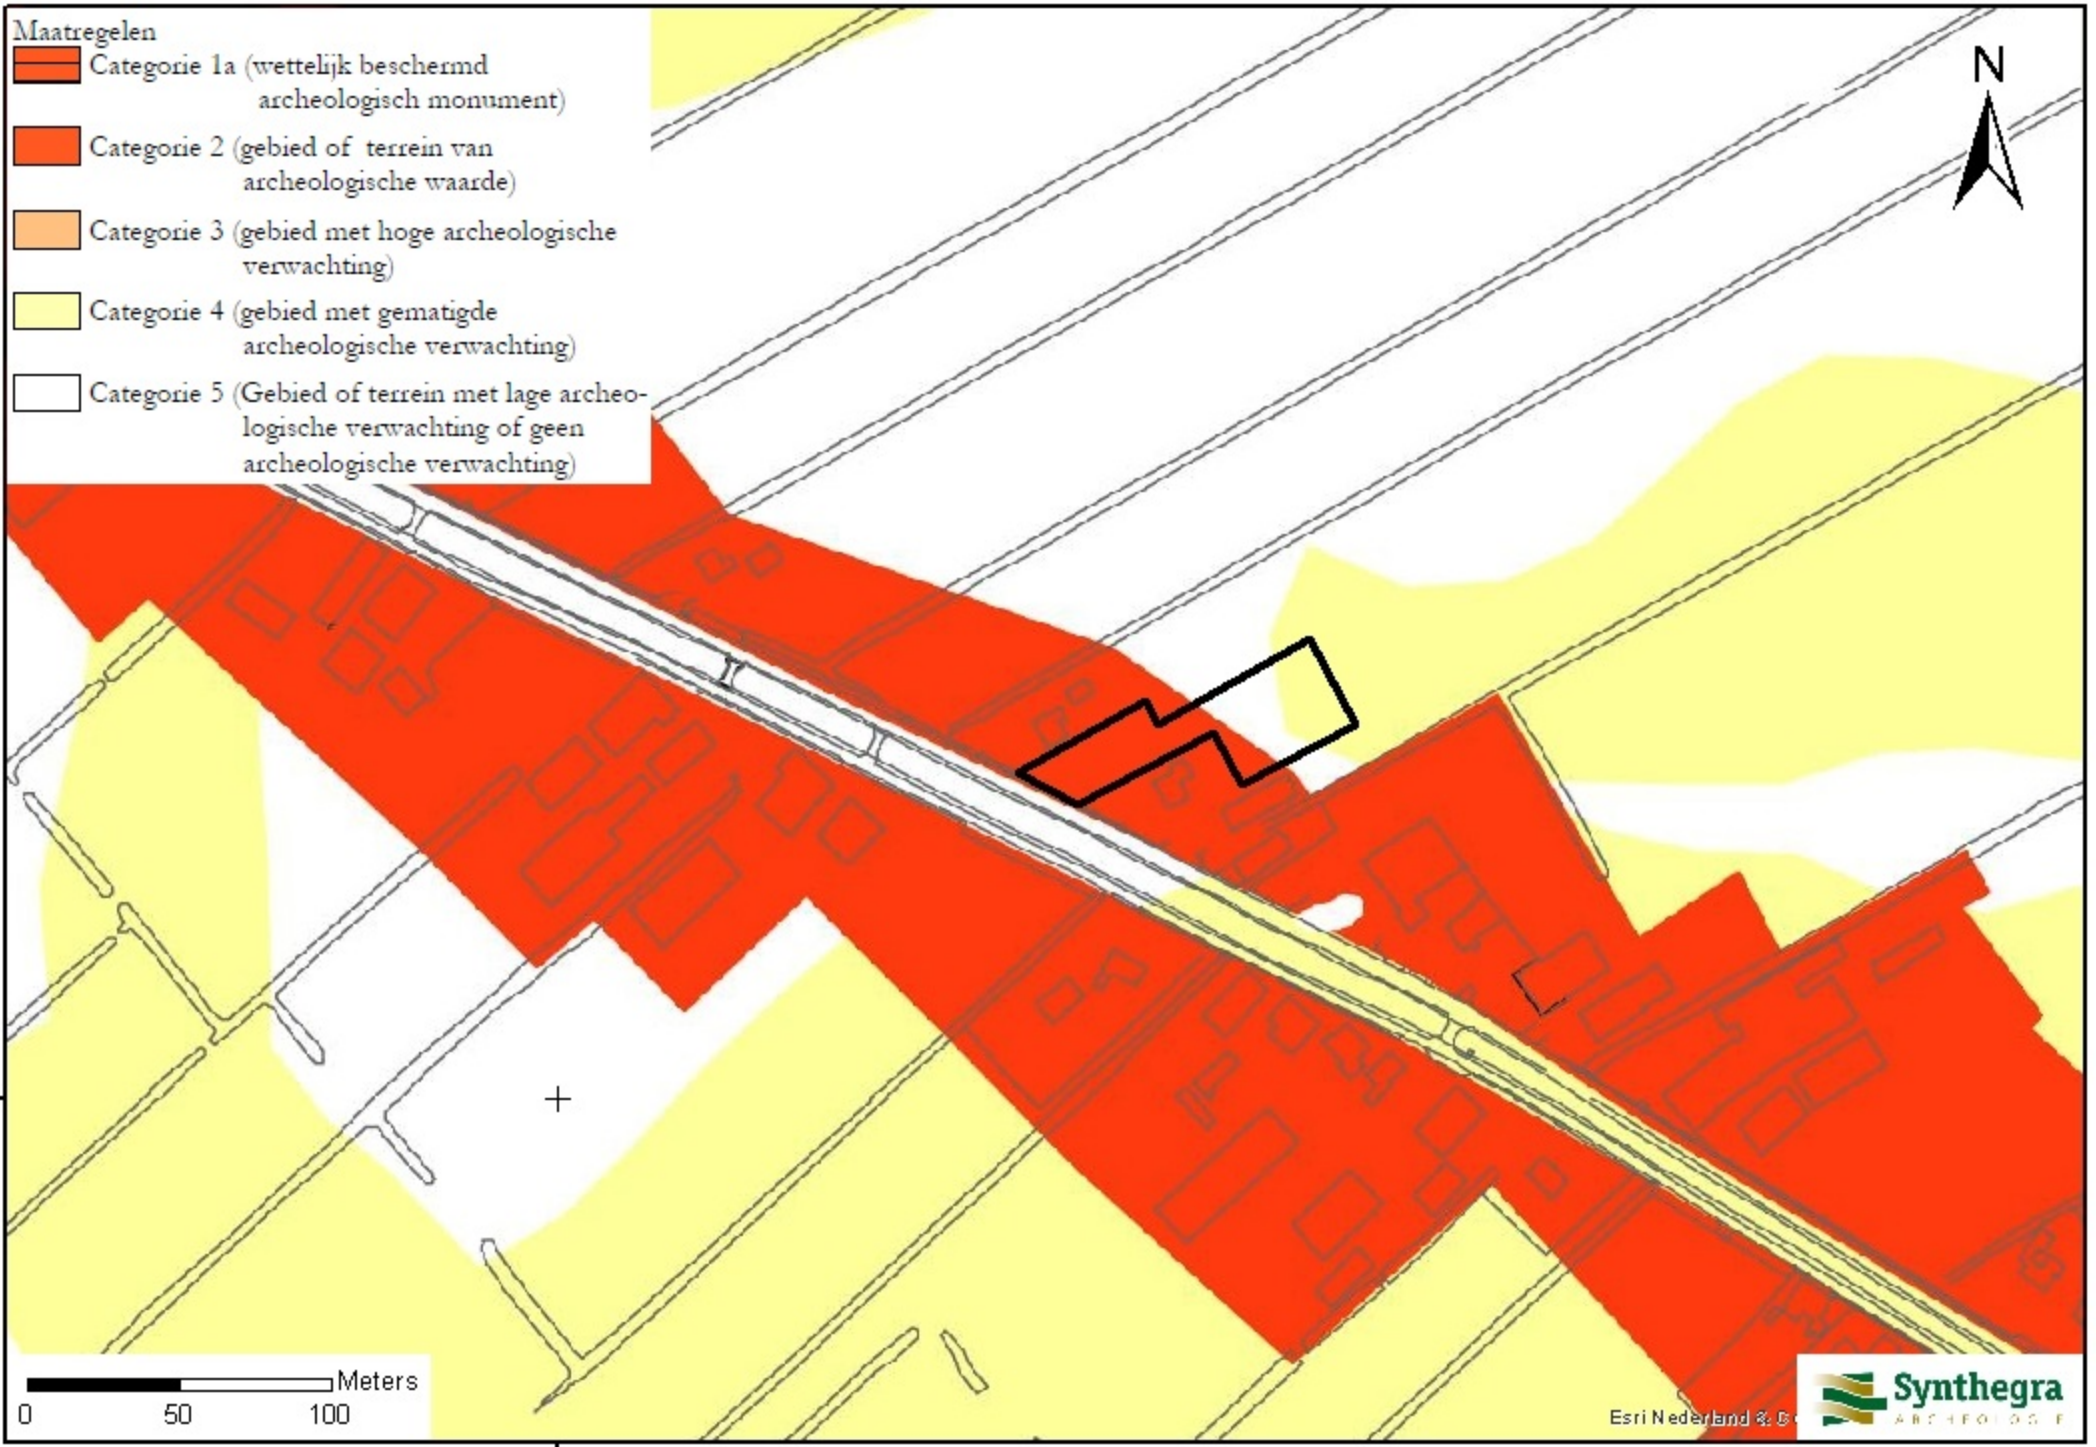 Maatregelen
Categorie 1a (wettelijk beschermd
archeologisch monument)
Categorie 2 (gebied of terrein van
archeologische waarde)
Categorie 3 (gebied met hoge archeologische
verwachting)
Categorie 4 (gebied met gematigde
archeologische verwachting)
Categorie 5 (Gebied of terrein met lage archeo-
logische verwachting of geen
archeologische verwachting)
N
Meters
0 50 100
Esri Nederland &
Synthegra
ARCHEOLOGIE